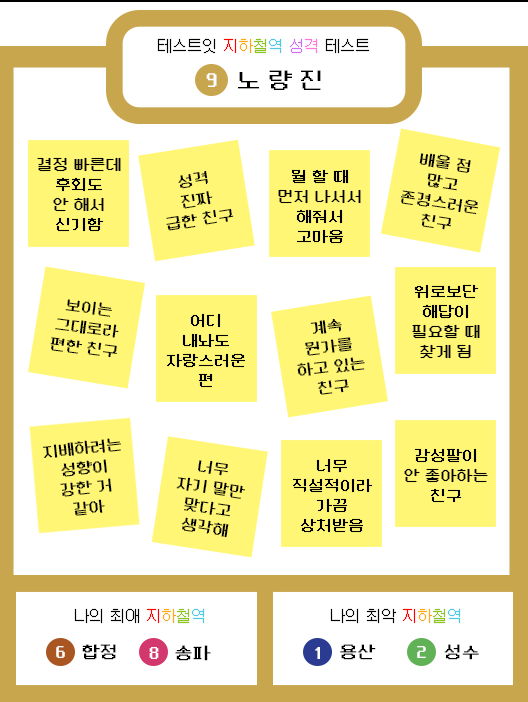 테스트잇 지하철역 성격 테스트
9 노량진
결정 빠른데
후회도
안 해서
신기함
성격
진짜
급한 친구
뭘 할 때
먼저 나서서
해줘서
고마움
배울 점
많고
존경스러운
친구
보이는
그대로라
편한 친구
어디
내놔도
자랑스러운
편
계속
뭔가를
하고 있는
친구
위로보단
해답이
필요할 때
찾게 됨
지배하려는
성향이
강한 거
같아
너무
자기 말만
맞다고
생각해
너무
직설적이라
가끔
상처받음
감성팔이
안 좋아하는
친구
나의 최애 지하철역
6 합정 8 송파
나의 최악 지하철역
1 용산 2 성수